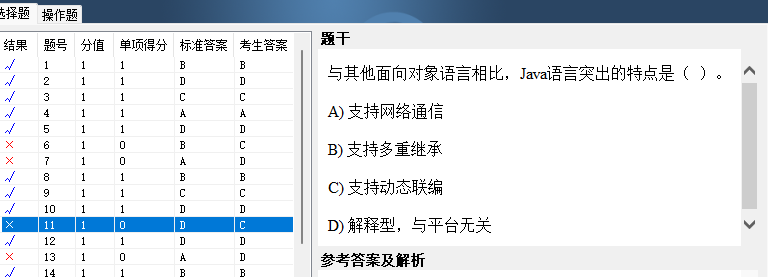 选择题 操作题
结果 题号 分值 单项得分 标准答案 考生答案
√ 1 1 1 B B
√ 2 1 1 D D
√ 3 1 1 C C
√ 4 1 1 A A
√ 5 1 1 D D
× 6 1 0 B C
× 7 1 0 A D
√ 8 1 1 B B
√ 9 1 1 C C
√ 10 1 1 D D
× 11 1 0 D C
√ 12 1 1 D D
× 13 1 0 A D
√ 14 1 1 B B
题干
与其他面向对象语言相比，Java语言突出的特点是（ ）。
A) 支持网络通信
B) 支持多重继承
C) 支持动态联编
D) 解释型，与平台无关
参考答案及解析